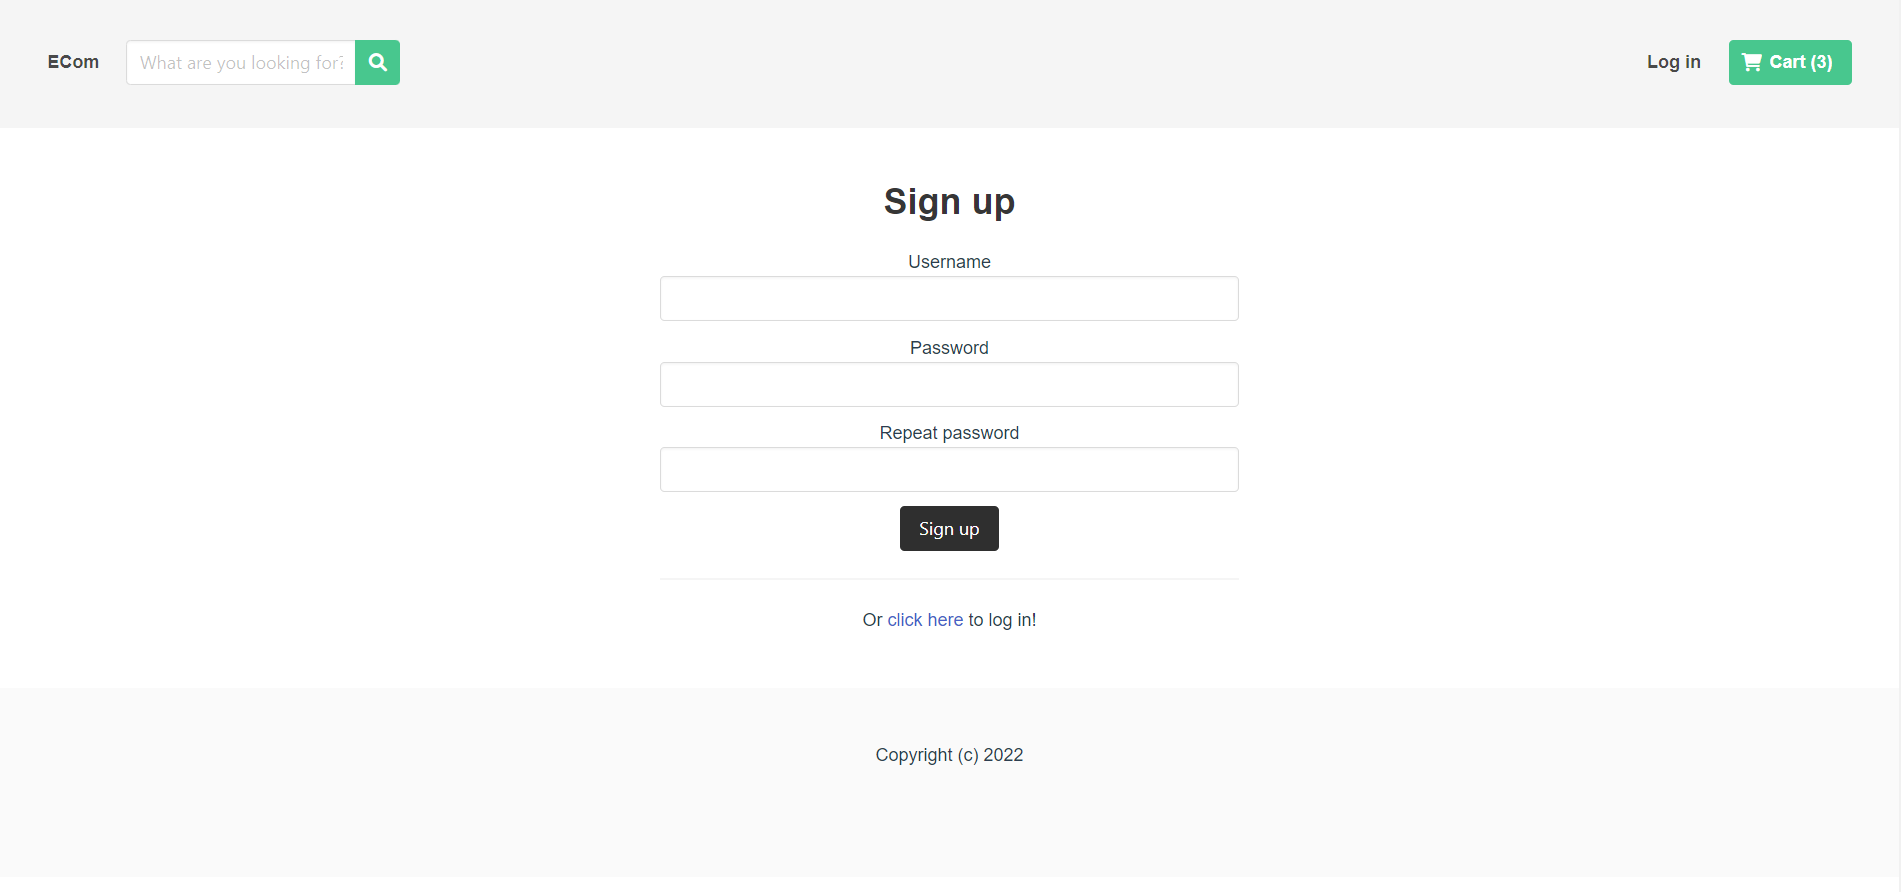 ECom
What are you looking for?
Log in
Cart (3)
Sign up
Username
Password
Repeat password
Sign up
Or click here to log in!
Copyright (c) 2022